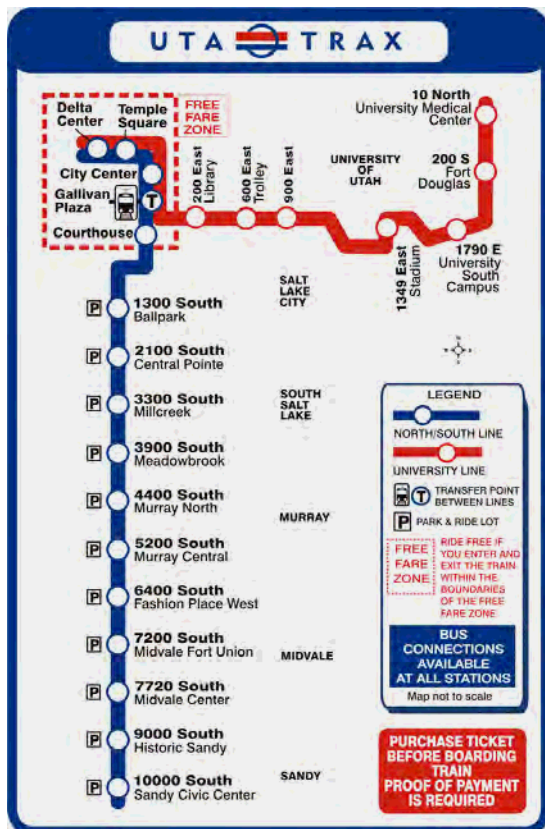 UTA TRAX
Delta
Center
Temple
Square
FREE
FARE
ZONE
City Center
Gallivan
Plaza
T
Courthouse
200 East
Library
600 East
Trolley
900 East
UNIVERSITY
OF
UTAH
10 North
University Medical
Center
200 S
Fort
Douglas
1349 East
Stadium
1790 E
University
South
Campus
P
1300 South
Ballpark
P
2100 South
Central Pointe
P
3300 South
Millcreek
P
3900 South
Meadowbrook
P
4400 South
Murray North
P
5200 South
Murray Central
P
6400 South
Fashion Place West
P
7200 South
Midvale Fort Union
P
7720 South
Midvale Center
P
9000 South
Historic Sandy
P
10000 South
Sandy Civic Center
SALT
LAKE
CITY
SOUTH
SALT
LAKE
MURRAY
MIDVALE
SANDY
LEGEND
NORTH/SOUTH LINE
UNIVERSITY LINE
T
TRANSFER POINT
BETWEEN LINES
P
PARK & RIDE LOT
FREE
FARE
ZONE
RIDE FREE IF
YOU ENTER AND
EXIT THE TRAIN
WITHIN THE
BOUNDARIES
OF THE FREE
FARE ZONE
BUS
CONNECTIONS
AVAILABLE
AT ALL STATIONS
Map not to scale
PURCHASE TICKET
BEFORE BOARDING
TRAIN
PROOF OF PAYMENT
IS REQUIRED